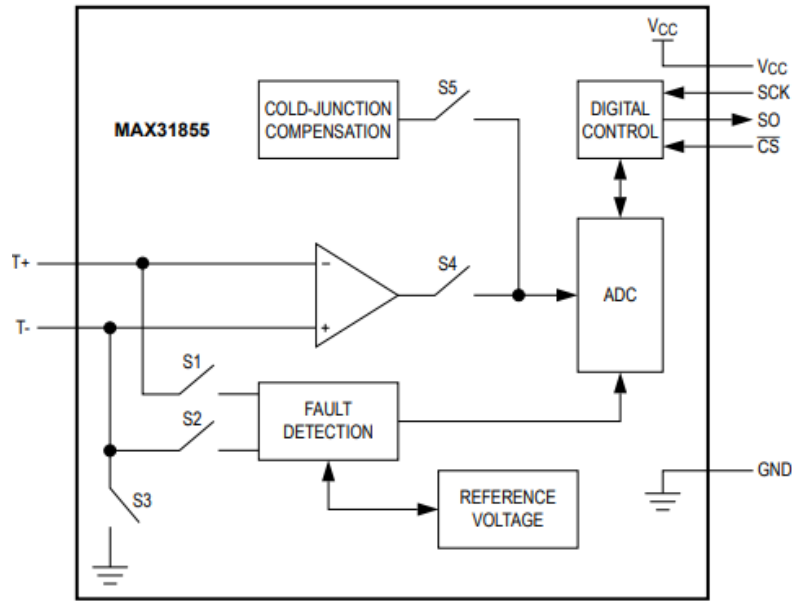 VCC
VCC
COLD-JUNCTION
COMPENSATION
S5
DIGITAL
CONTROL
SCK
SO
CS
MAX31855
T+
−
S4
ADC
T-
+
S1
S2
FAULT
DETECTION
S3
REFERENCE
VOLTAGE
GND